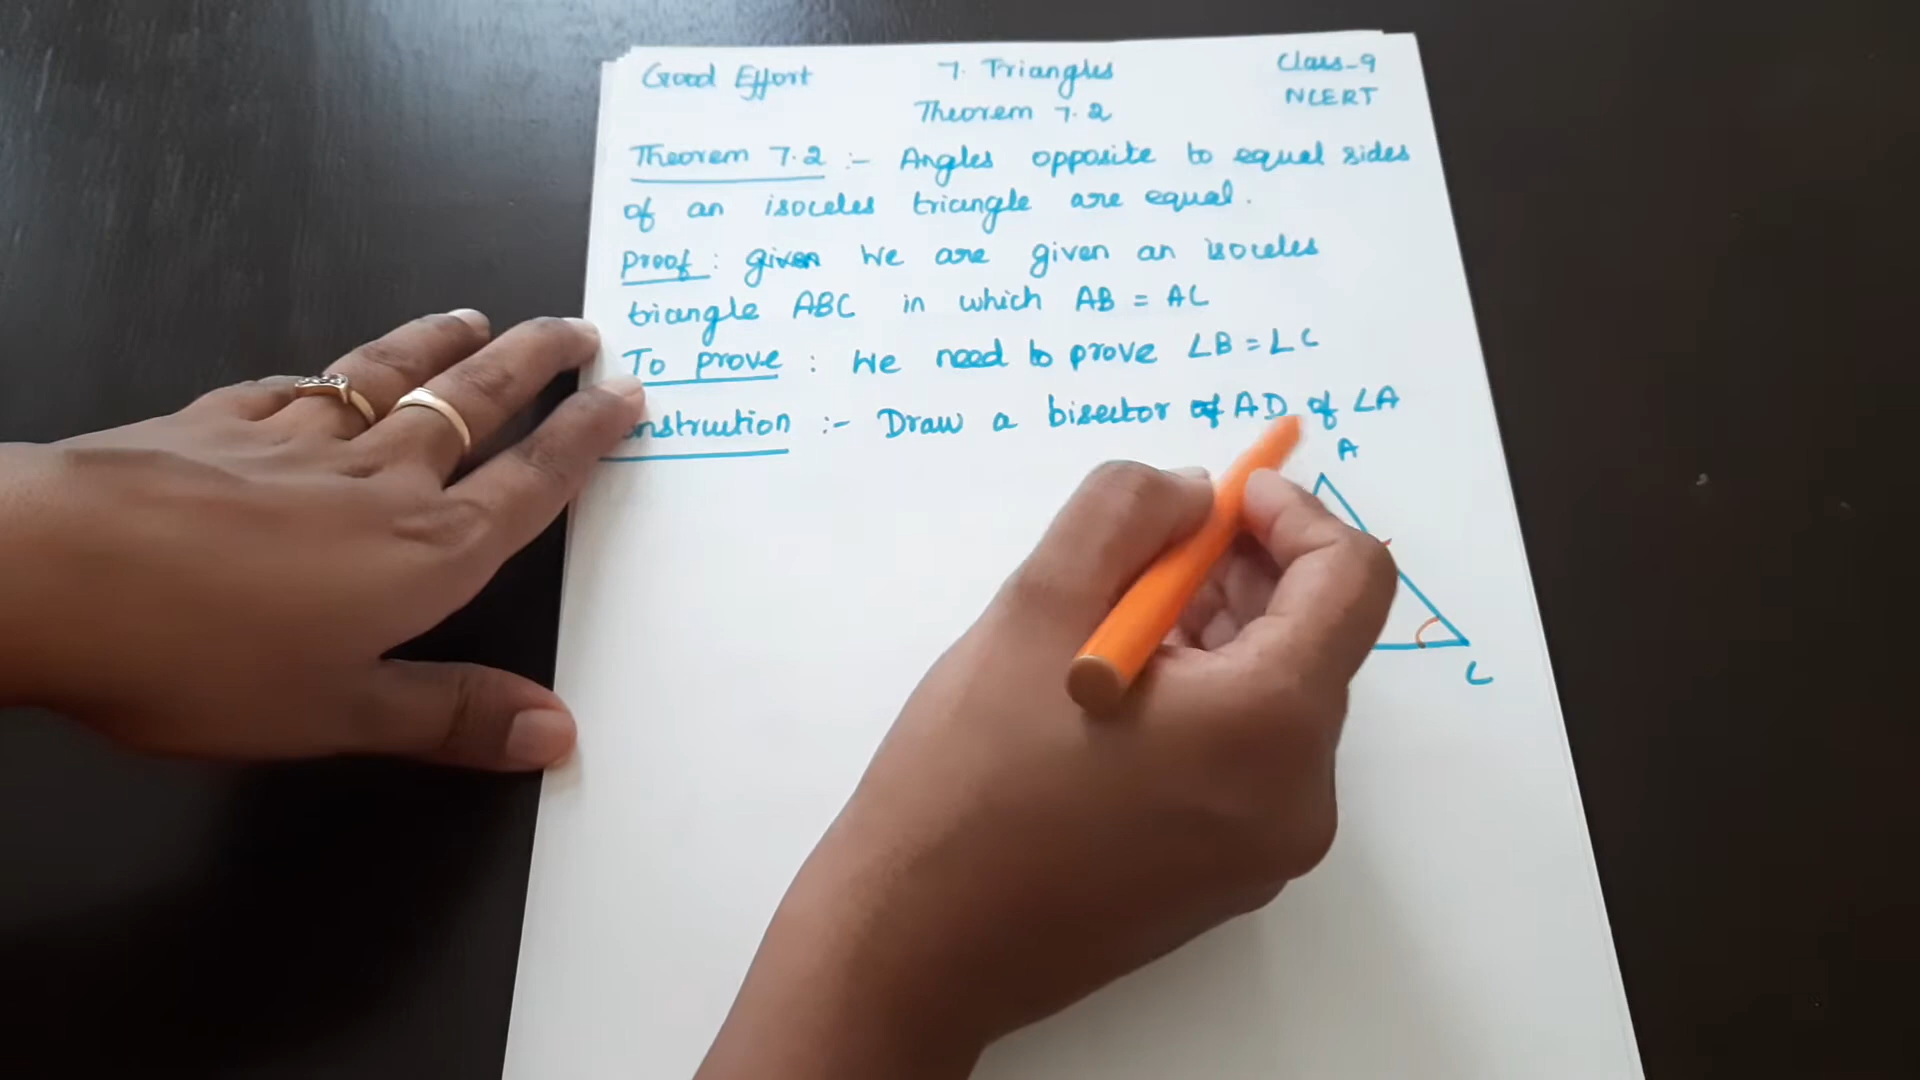 Good Effort 7. Triangles Class-9
Theorem 7.2 NCERT
Theorem 7.2 :- Angles opposite to equal sides
of an isoceles triangle are equal.
Proof : given We are given an isoceles
triangle ABC in which AB = AC
To prove : We need to prove ∠B = ∠C
nstruction :- Draw a bisector of AD of ∠A
A
C